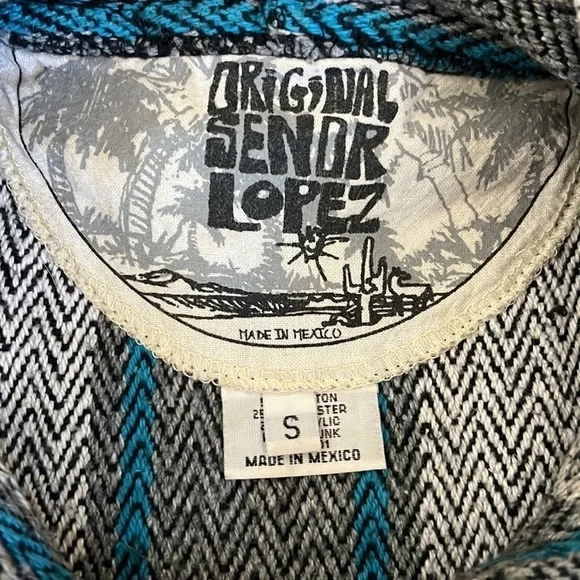 ORIGINAL
SENOR
LOPEZ
MADE IN MEXICO
S
MADE IN MEXICO